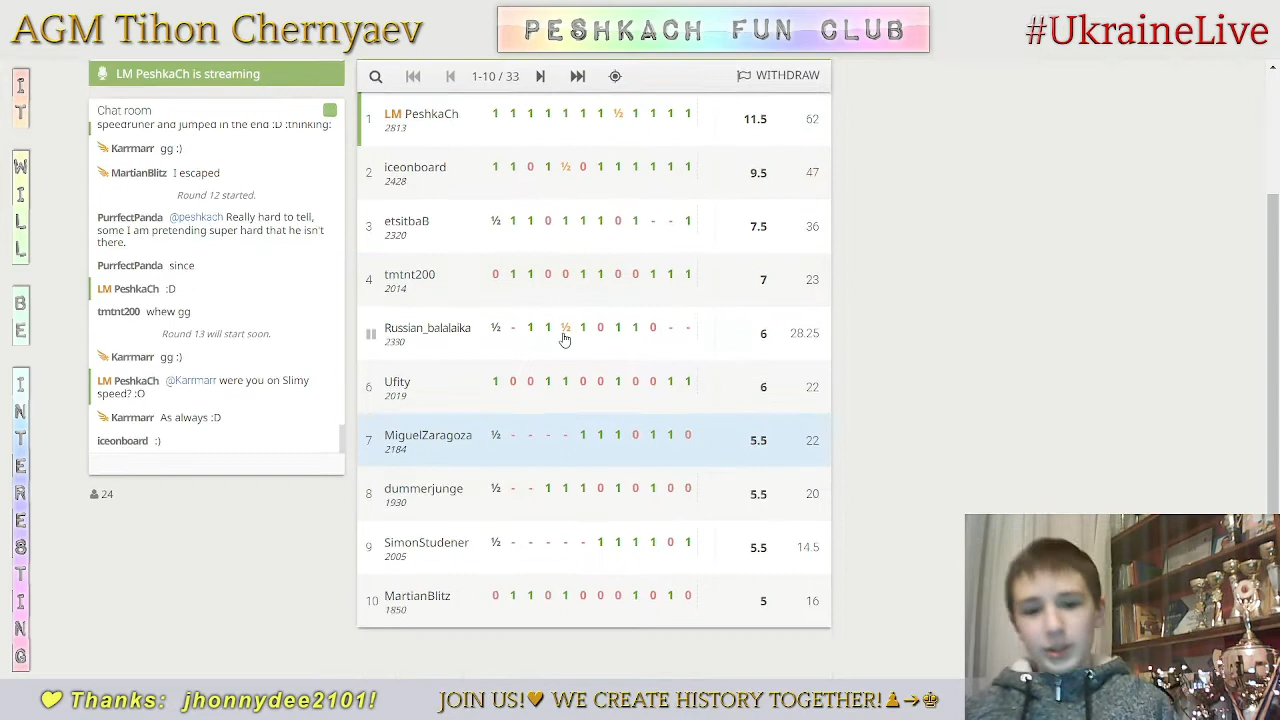 AGM Tihon Chernyaev
PESHKACH FUN CLUB
#UkraineLive
IT
WILL
BE
INTERESTING
LM PeshkaCh is streaming
Chat room
speedruner and jumped in the end :D :thinking:
Karrmarr gg :)
MartianBlitz I escaped
Round 12 started.
PurrfectPanda @peshkach Really hard to tell,
some I am pretending super hard that he isn't
there.
PurrfectPanda since
LM PeshkaCh :D
tmtnt200 whew gg
Round 13 will start soon.
Karrmarr gg :)
LM PeshkaCh @Karrmarr were you on Slimy
speed? :O
Karrmarr As always :D
iceonboard :)
24
1-10 / 33
WITHDRAW
1 LM PeshkaCh 1 1 1 1 1 1 1 ½ 1 1 1 1 11.5 62
2813
2 iceonboard 1 1 0 1 ½ 0 1 1 1 1 1 1 9.5 47
2428
3 etsitbaB ½ 1 1 0 1 1 1 0 1 - - 1 7.5 36
2320
4 tmtnt200 0 1 1 0 0 1 1 0 0 1 1 1 7 23
2014
Russian_balalaika ½ - 1 1 ½ 1 0 1 1 0 - - 6 28.25
2330
6 Ufity 1 0 0 1 1 0 0 1 0 0 1 1 6 22
2019
7 MiguelZaragoza ½ - - - - 1 1 1 0 1 1 0 5.5 22
2184
8 dummerjunge ½ - - 1 1 1 0 1 0 1 0 0 5.5 20
1930
9 SimonStudener ½ - - - - - 1 1 1 1 0 1 5.5 14.5
2005
10 MartianBlitz 0 1 1 0 1 0 0 0 1 0 1 0 5 16
1850
Thanks: jhonnydee2101!
JOIN US! WE CREATE HISTORY TOGETHER!